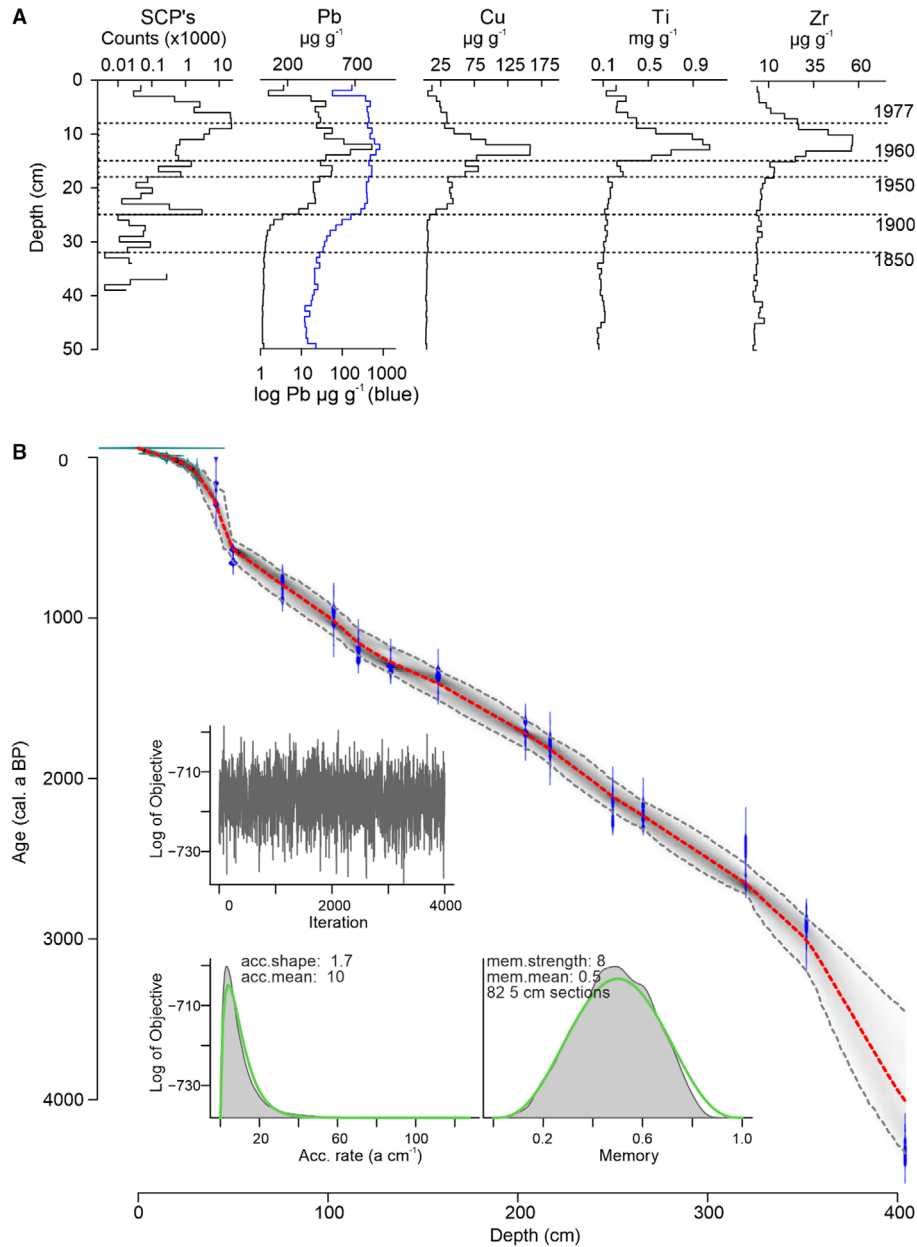 A
SCP's Pb Cu Ti Zr
Counts (x1000) µg g-1 µg g-1 mg g-1 µg g-1
0.01 0.1 1 10 200 700 25 75 125 175 0.1 0.5 0.9 10 35 60
0
1977
10
1960
Depth (cm)
20
1950
1900
30
1850
40
50
1 10 100 1000
log Pb µg g-1 (blue)
B
0
1000
Age (cal. a BP)
2000
3000
4000
Log of Objective
-710
-730
0 2000 4000
Iteration
acc.shape: 1.7
acc.mean: 10
Log of Objective
-710
-730
20 60 100
Acc. rate (a cm-1)
mem.strength: 8
mem.mean: 0.5
82 5 cm sections
0.2 0.6 1.0
Memory
0 100 200 300 400
Depth (cm)